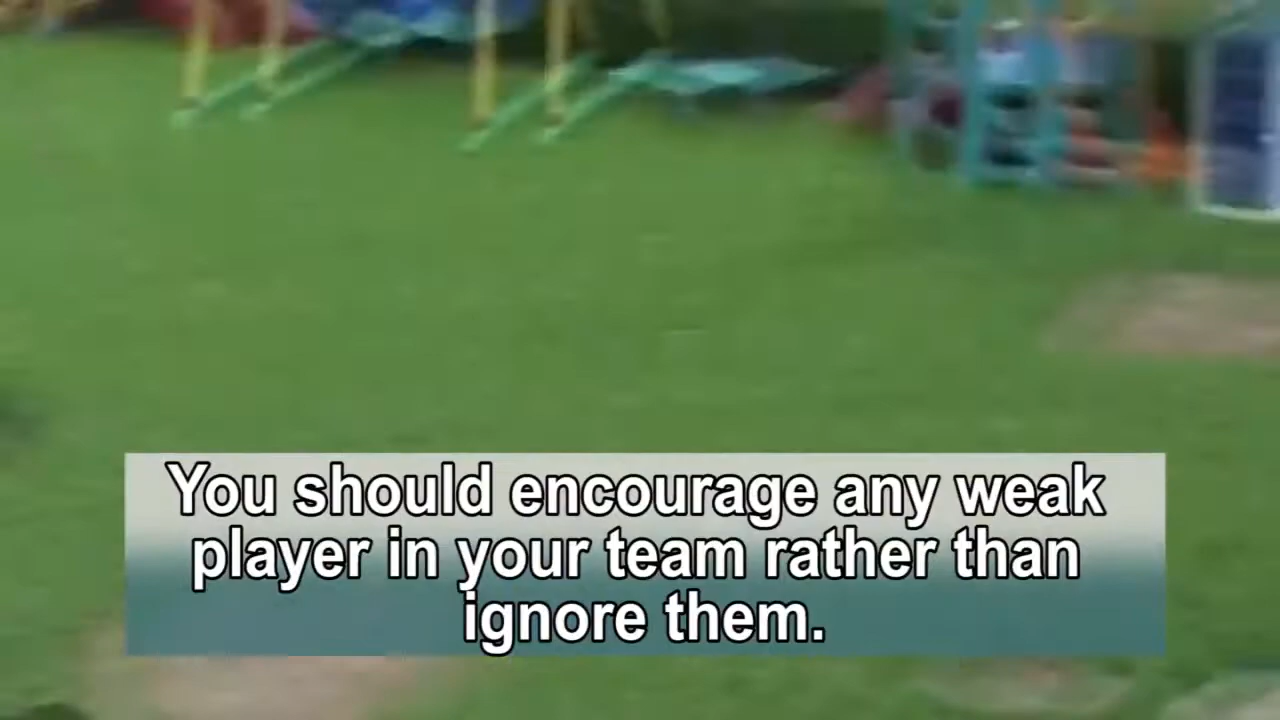 You should encourage any weak
player in your team rather than
ignore them.